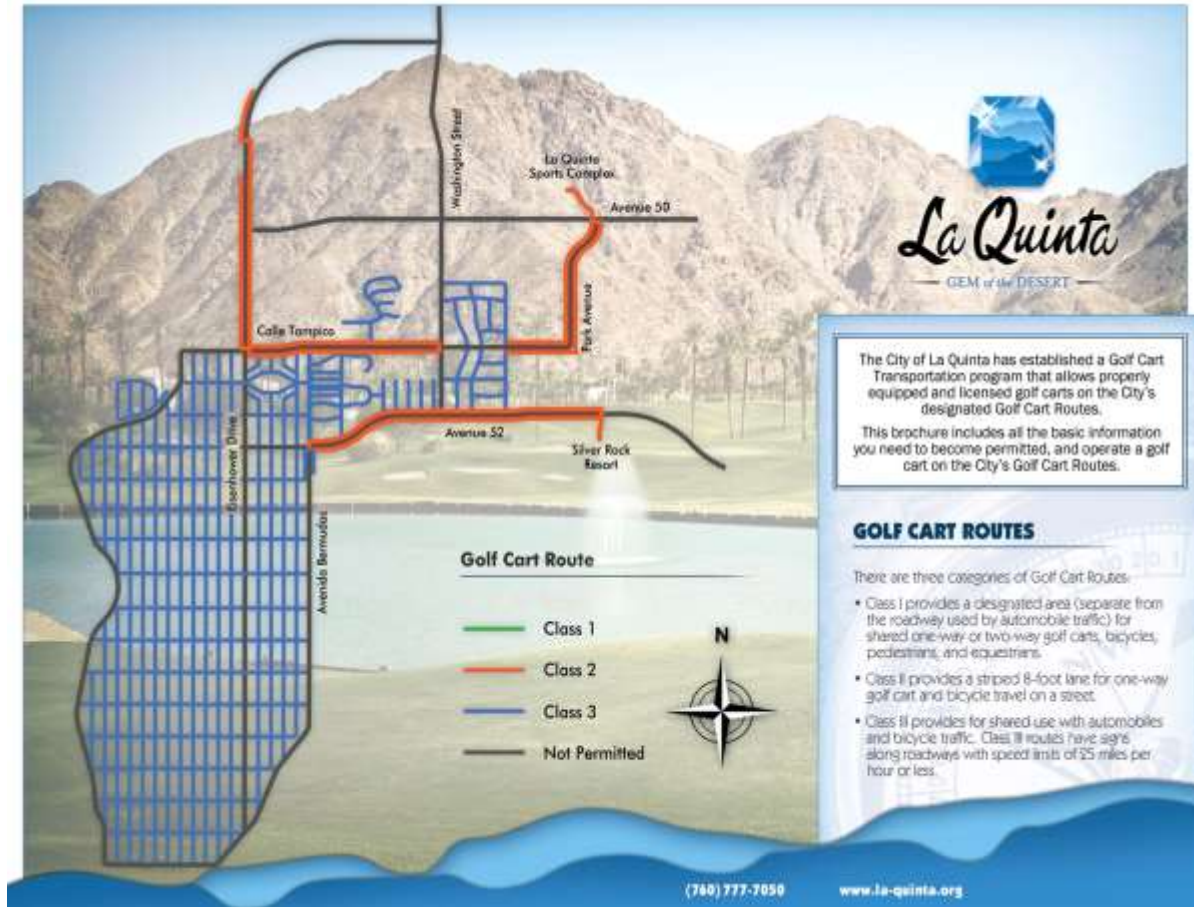 Washington Street
La Quinta
Sports Complex
Avenue 50
Park Avenue
Calle Tampico
Eisenhower Drive
Avenue 52
Silver Rock
Resort
Avenida Bermudas
Golf Cart Route
Class 1
Class 2
Class 3
Not Permitted
N
La Quinta
GEM of the DESERT
The City of La Quinta has established a Golf Cart
Transportation program that allows properly
equipped and licensed golf carts on the City's
designated Golf Cart Routes.
This brochure includes all the basic information
you need to become permitted, and operate a golf
cart on the City's Golf Cart Routes.
GOLF CART ROUTES
There are three categories of Golf Cart Routes:
• Class I provides a designated area (separate from
the roadway used by automobile traffic) for
shared one-way or two-way golf carts, bicycles,
pedestrians, and equestrians.
• Class II provides a striped 8-foot lane for one-way
golf cart and bicycle travel on a street.
• Class III provides for shared use with automobiles
and bicycle traffic. Class III routes have signs
along roadways with speed limits of 25 miles per
hour or less.
(760) 777-7050
www.la-quinta.org